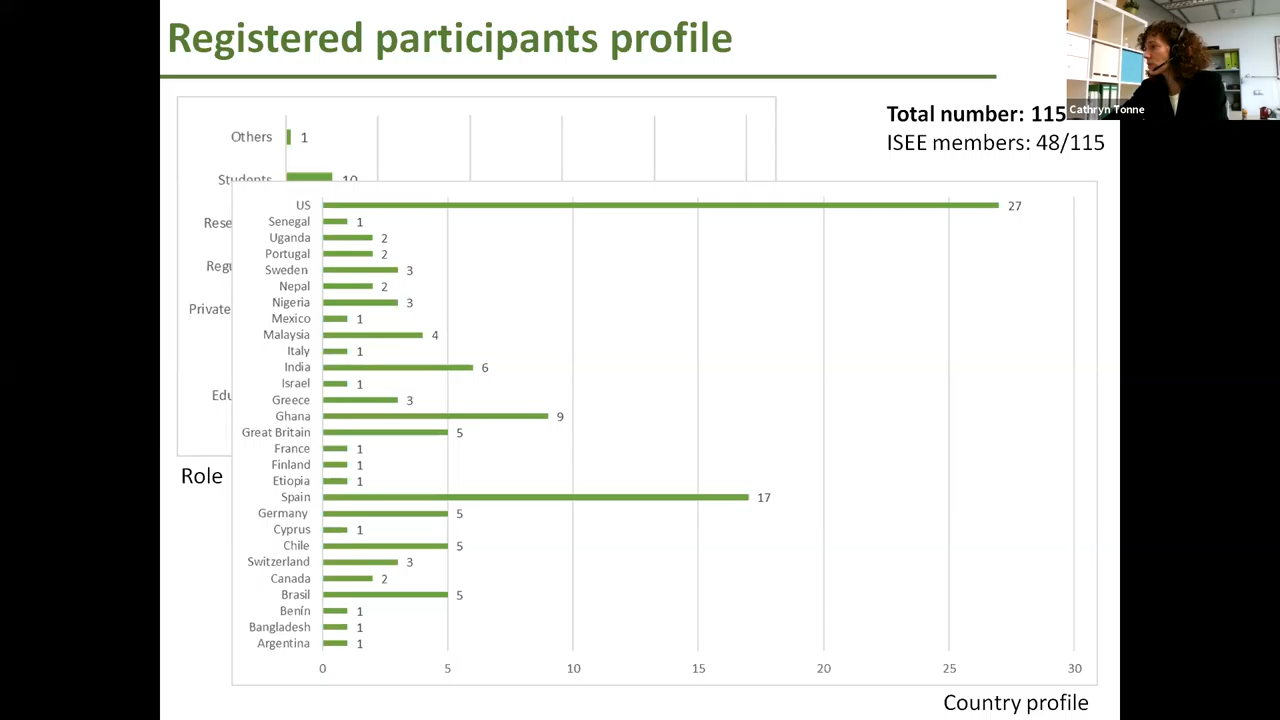 Registered participants profile
Cathryn Tonne
Total number: 115
ISEE members: 48/115
Others 1
Students 10
US 27
Senegal 1
Uganda 2
Portugal 2
Sweden 3
Nepal 2
Nigeria 3
Mexico 1
Malaysia 4
Italy 1
India 6
Israel 1
Greece 3
Ghana 9
Great Britain 5
France 1
Finland 1
Etiopia 1
Spain 17
Germany 5
Cyprus 1
Chile 5
Switzerland 3
Canada 2
Brasil 5
Benín 1
Bangladesh 1
Argentina 1
0 5 10 15 20 25 30
Private
Role
Country profile